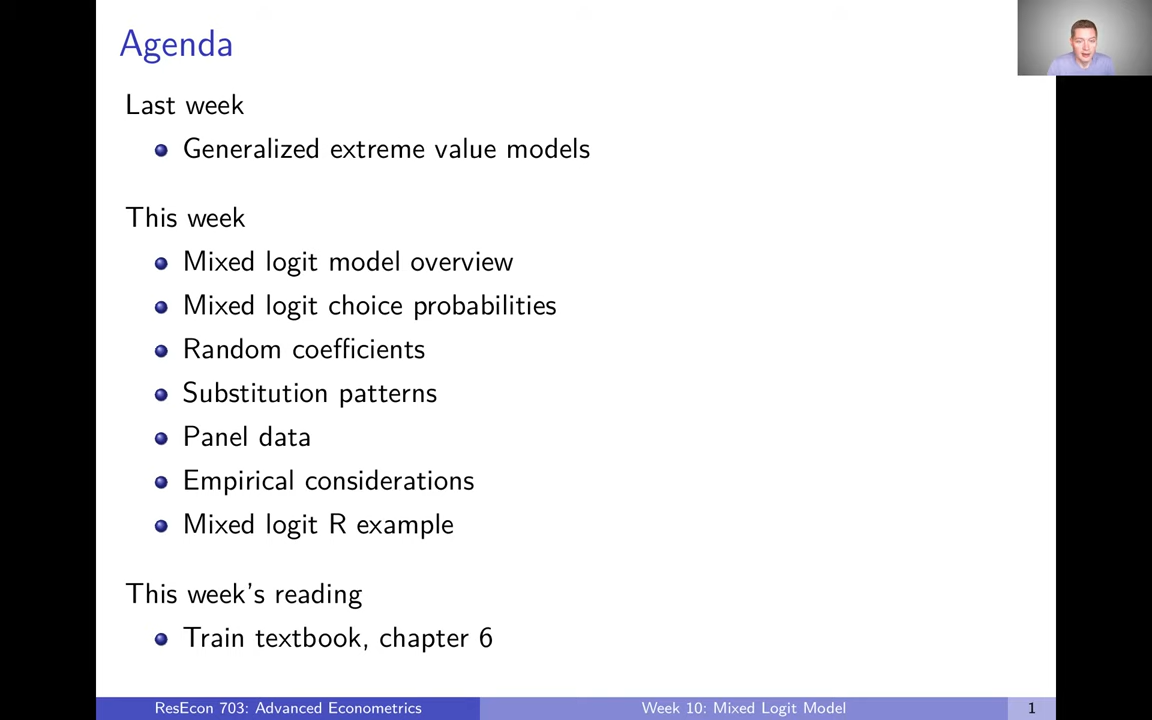 Agenda
Last week
Generalized extreme value models
This week
Mixed logit model overview
Mixed logit choice probabilities
Random coefficients
Substitution patterns
Panel data
Empirical considerations
Mixed logit R example
This week's reading
Train textbook, chapter 6
ResEcon 703: Advanced Econometrics
Week 10: Mixed Logit Model
1